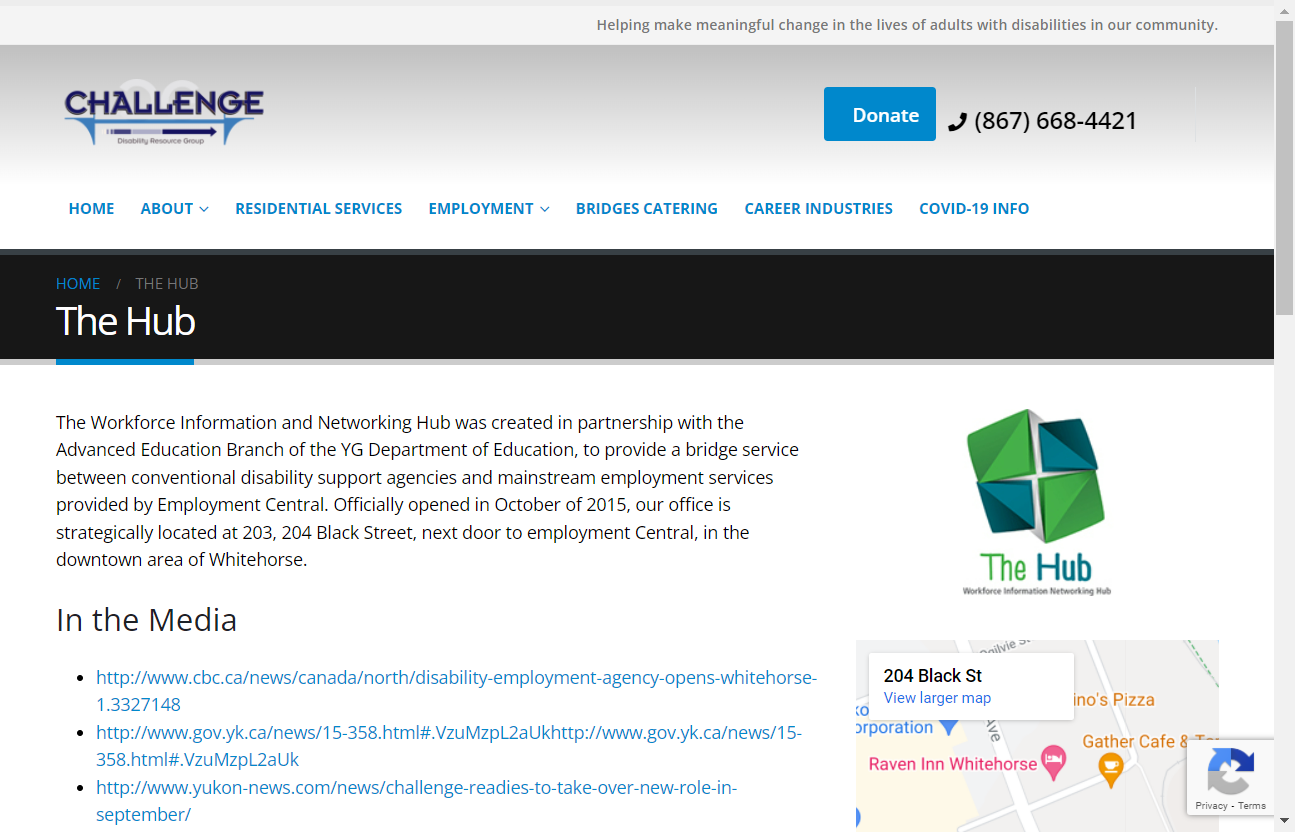 Helping make meaningful change in the lives of adults with disabilities in our community.
CHALLENGE
Disability Resource Group
Donate
(867) 668-4421
HOME ABOUT RESIDENTIAL SERVICES EMPLOYMENT BRIDGES CATERING CAREER INDUSTRIES COVID-19 INFO
HOME / THE HUB
The Hub
The Workforce Information and Networking Hub was created in partnership with the
Advanced Education Branch of the YG Department of Education, to provide a bridge service
between conventional disability support agencies and mainstream employment services
provided by Employment Central. Officially opened in October of 2015, our office is
strategically located at 203, 204 Black Street, next door to employment Central, in the
downtown area of Whitehorse.
In the Media
http://www.cbc.ca/news/canada/north/disability-employment-agency-opens-whitehorse-
1.3327148
http://www.gov.yk.ca/news/15-358.html#.VzuMzpL2aUkhttp://www.gov.yk.ca/news/15-
358.html#.VzuMzpL2aUk
http://www.yukon-news.com/news/challenge-readies-to-take-over-new-role-in-
september/
The Hub
Workforce Information Networking Hub
Ogilvie St
204 Black St
View larger map
ino's Pizza
orporation
Ave
Gather Cafe &
Raven Inn Whitehorse
Privacy - Terms